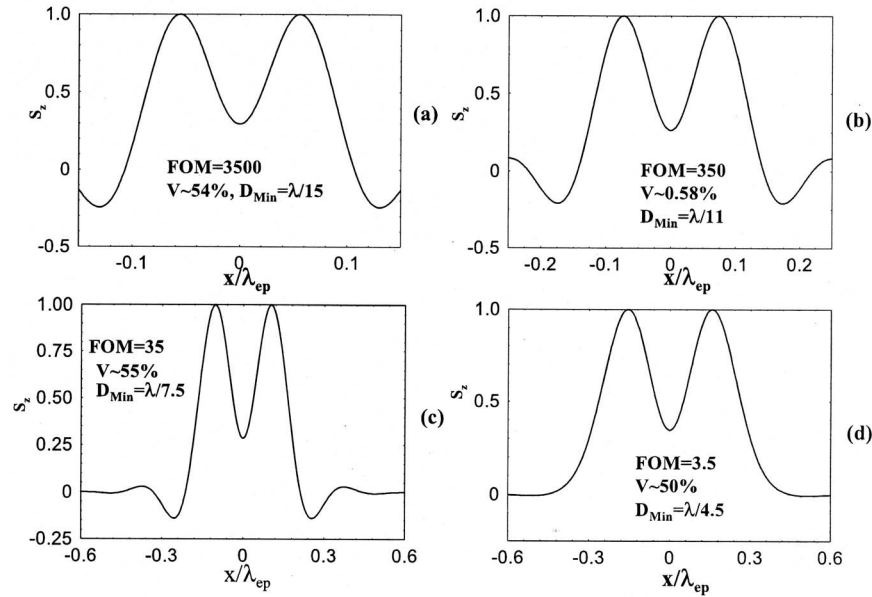 1.0
0.5
0
-0.5
S_z
-0.1
0
0.1
x/λ_ep
FOM=3500
V~54%, D_Min=λ/15
(a)
1.0
0.5
0
-0.5
S_z
-0.2
-0.1
0
0.1
0.2
x/λ_ep
FOM=350
V~0.58%
D_Min=λ/11
(b)
1.00
0.75
0.50
0.25
0
-0.25
S_z
-0.6
-0.3
0
0.3
0.6
x/λ_ep
FOM=35
V~55%
D_Min=λ/7.5
(c)
1.0
0.5
0
S_z
-0.6
-0.3
0
0.3
0.6
x/λ_ep
FOM=3.5
V~50%
D_Min=λ/4.5
(d)